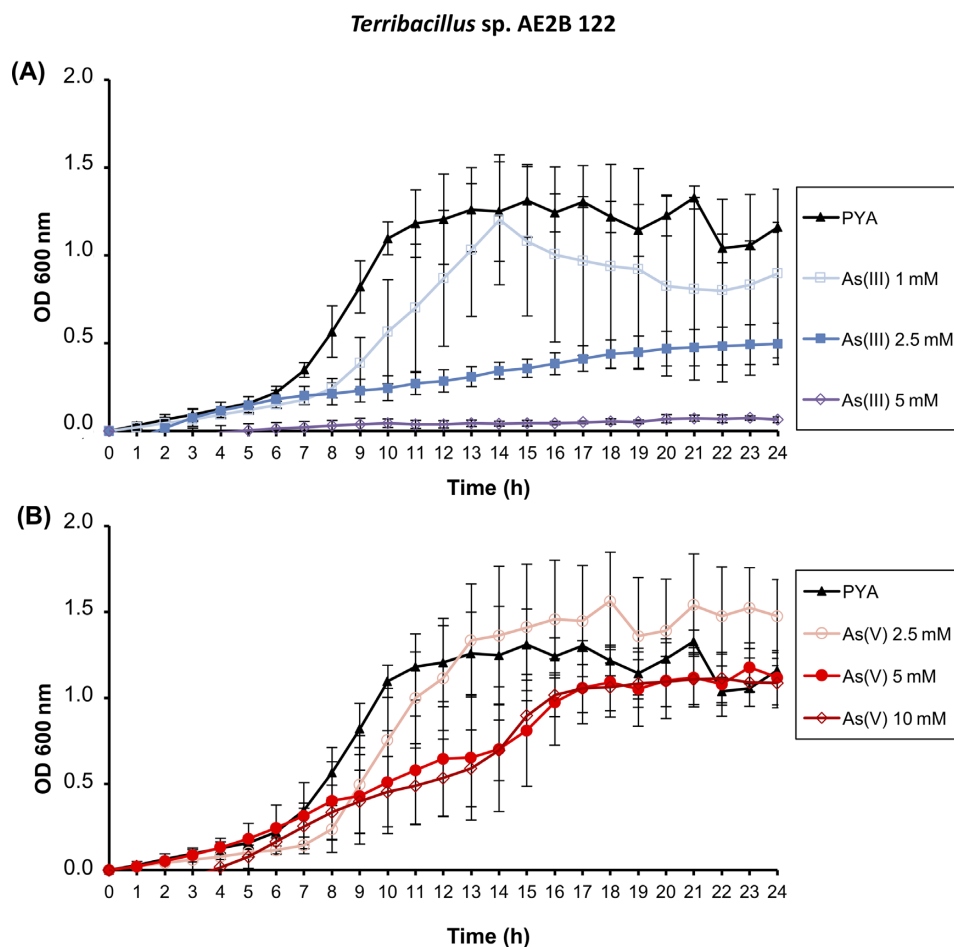 Terribacillus sp. AE2B 122
(A)
2.0
1.5
1.0
0.5
0.0
OD 600 nm
0 1 2 3 4 5 6 7 8 9 10 11 12 13 14 15 16 17 18 19 20 21 22 23 24
Time (h)
PYA
As(III) 1 mM
As(III) 2.5 mM
As(III) 5 mM
(B)
2.0
1.5
1.0
0.5
0.0
OD 600 nm
0 1 2 3 4 5 6 7 8 9 10 11 12 13 14 15 16 17 18 19 20 21 22 23 24
Time (h)
PYA
As(V) 2.5 mM
As(V) 5 mM
As(V) 10 mM